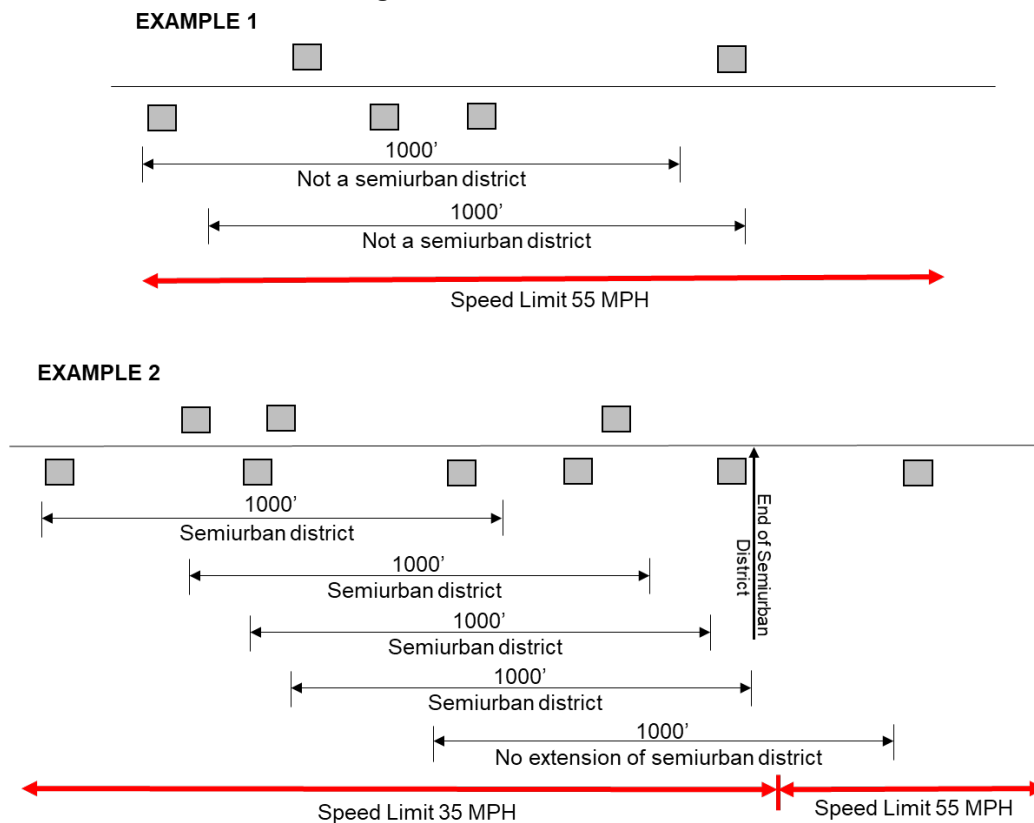 EXAMPLE 1
1000’
Not a semiurban district
1000’
Not a semiurban district
Speed Limit 55 MPH
EXAMPLE 2
1000’
Semiurban district
1000’
Semiurban district
1000’
Semiurban district
1000’
Semiurban district
1000’
No extension of semiurban district
End of Semiurban
District
Speed Limit 35 MPH
Speed Limit 55 MPH